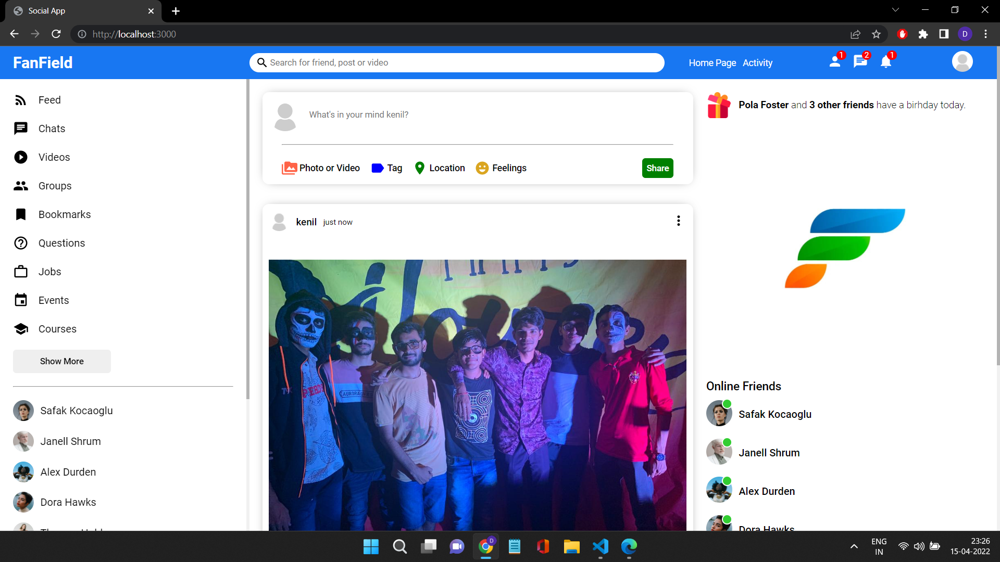 Social App
http://localhost:3000
D
FanField
Search for friend, post or video
Home Page Activity
1
2
1
Feed
Chats
Videos
Groups
Bookmarks
Questions
Jobs
Events
Courses
Show More
Safak Kocaoglu
Janell Shrum
Alex Durden
Dora Hawks
What's in your mind kenil?
Photo or Video Tag Location Feelings Share
kenil just now
Pola Foster and 3 other friends have a birhday today.
Online Friends
Safak Kocaoglu
Janell Shrum
Alex Durden
Dora Hawks
D
ENG
IN
23:26
15-04-2022